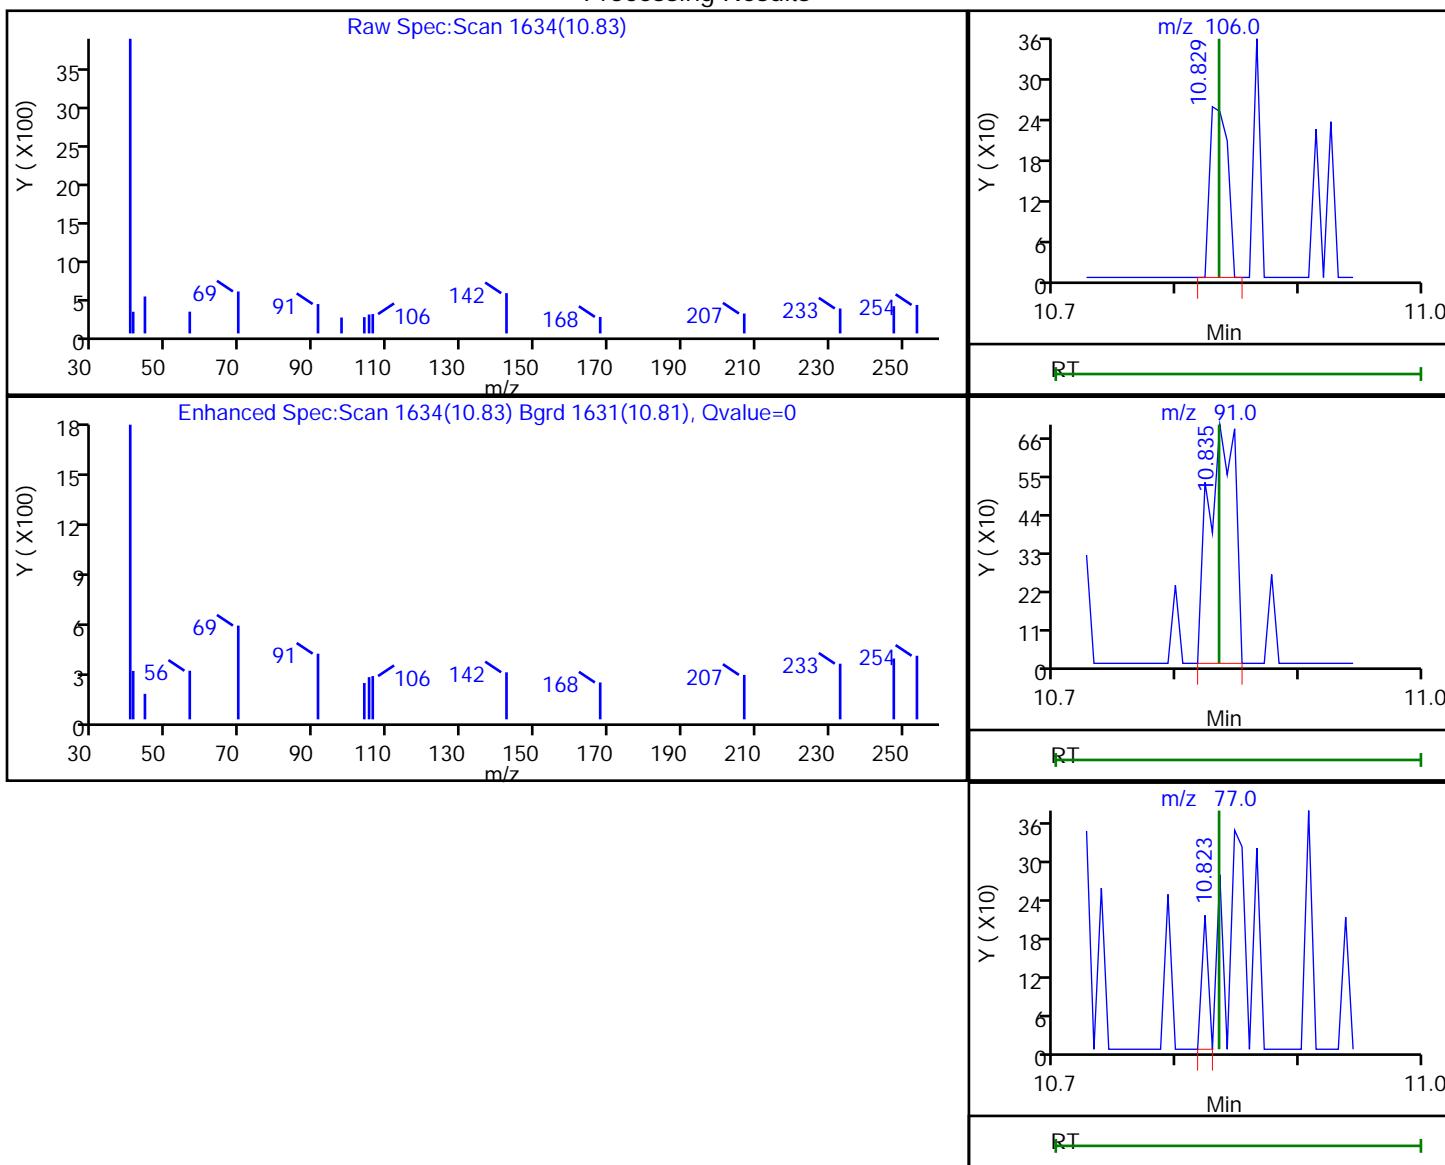 Processing Results
Raw Spec:Scan 1634(10.83)
Y ( X100)
35
30
25
20
15
10
5
0
69
91
106
142
168
207
233
254
30 50 70 90 110 130 150 170 190 210 230 250
m/z
m/z 106.0
Y ( X10)
36
30
24
18
12
6
0
10.829
10.7 11.0
Min
RT
Enhanced Spec:Scan 1634(10.83) Bgrd 1631(10.81), Qvalue=0
Y ( X100)
18
15
12
9
6
3
0
56
69
91
106
142
168
207
233
254
30 50 70 90 110 130 150 170 190 210 230 250
m/z
m/z 91.0
Y ( X10)
66
55
44
33
22
11
0
10.835
10.7 11.0
Min
RT
m/z 77.0
Y ( X10)
36
30
24
18
12
6
0
10.823
10.7 11.0
Min
RT